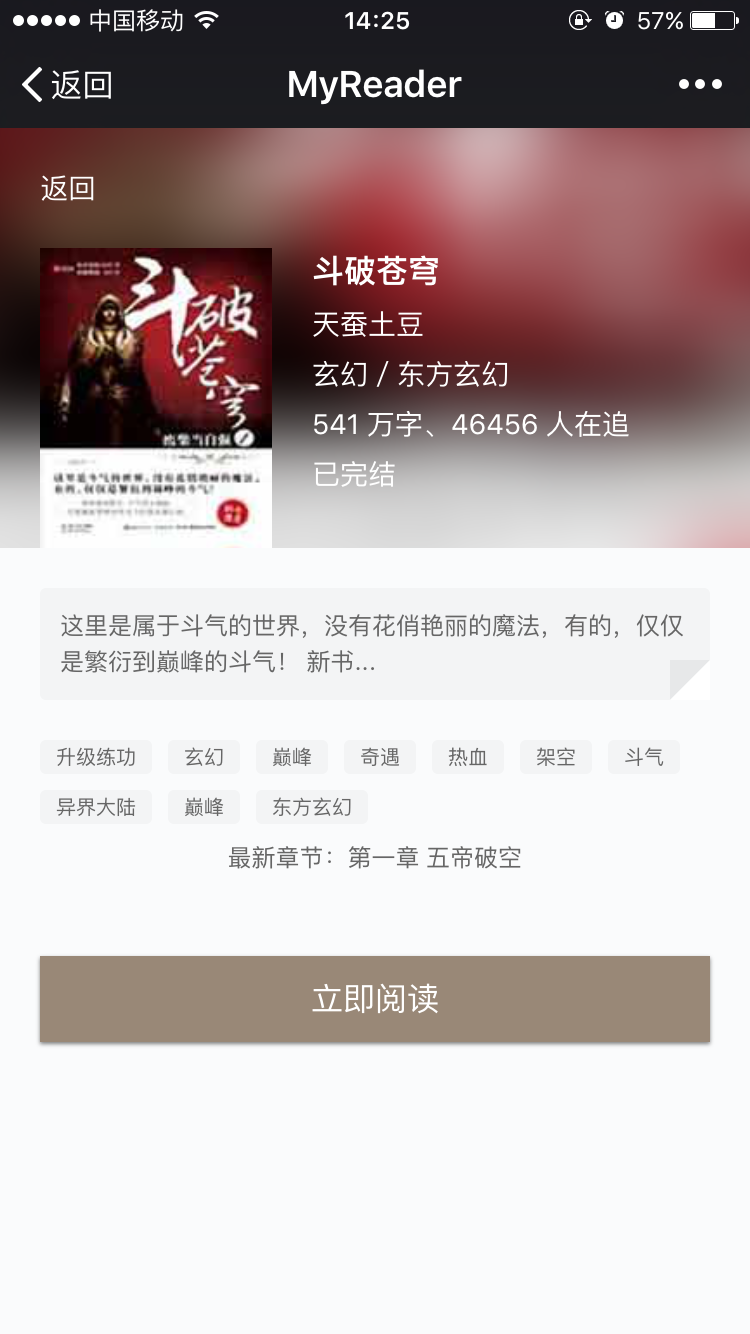 中国移动 14:25 57%
返回 MyReader
返回
斗破苍穹
斗破苍穹
天蚕土豆
玄幻 / 东方玄幻
541 万字、46456 人在追
已完结
这里是属于斗气的世界，没有花俏艳丽的魔法，有的，仅仅
是繁衍到巅峰的斗气！ 新书...
升级练功 玄幻 巅峰 奇遇 热血 架空 斗气
异界大陆 巅峰 东方玄幻
最新章节：第一章 五帝破空
立即阅读